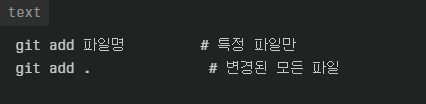 text
git add 파일명 # 특정 파일만
git add . # 변경된 모든 파일